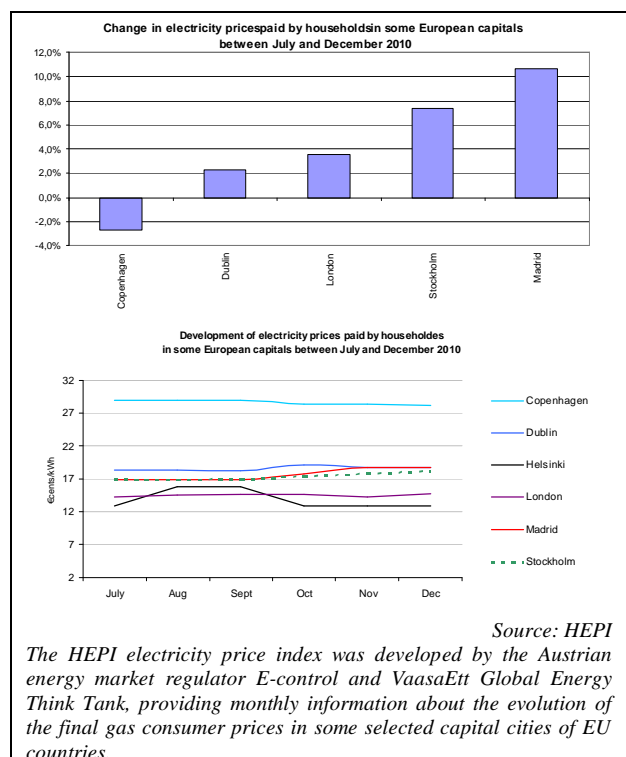 Change in electricity pricespaid by householdsin some European capitals
between July and December 2010
12,0%
10,0%
8,0%
6,0%
4,0%
2,0%
0,0%
-2,0%
-4,0%
Copenhagen
Dublin
London
Stockholm
Madrid
Development of electricity prices paid by householdes
in some European capitals between July and December 2010
32
27
22
17
12
7
2
€cents/kWh
July Aug Sept Oct Nov Dec
Copenhagen
Dublin
Helsinki
London
Madrid
Stockholm
Source: HEPI
The HEPI electricity price index was developed by the Austrian
energy market regulator E-control and VaasaEtt Global Energy
Think Tank, providing monthly information about the evolution of
the final gas consumer prices in some selected capital cities of EU
countries